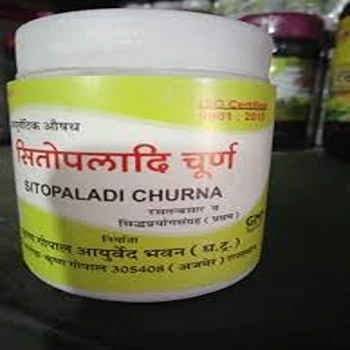 ISO Certified
9001 : 2015
आयुर्वेदिक औषध
सितोपलादि चूर्ण
SITOPALADI CHURNA
रसतन्त्रसार व
सिद्धप्रयोगसंग्रह ( प्रथम )
GMP
निर्माता
गोपाल आयुर्वेद भवन ( ध.ट्र. )
कृष्ण गोपाल 305408 ( अजमेर ) राजस्थान